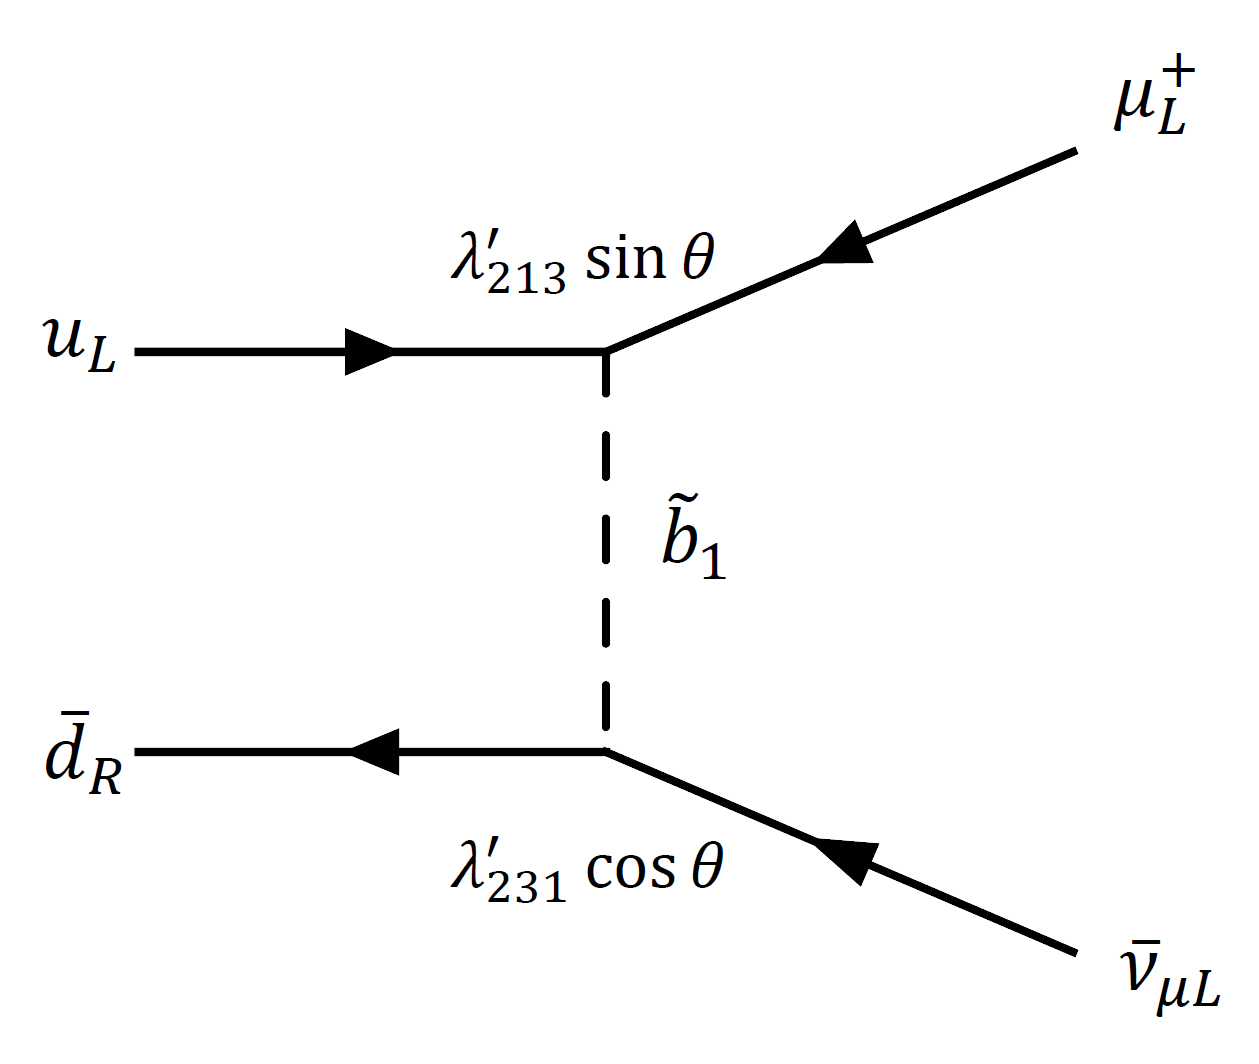 μ_L^+
λ′_213 sin θ
u_L
b̃_1
d̄_R
λ′_231 cos θ
ν̄_μL